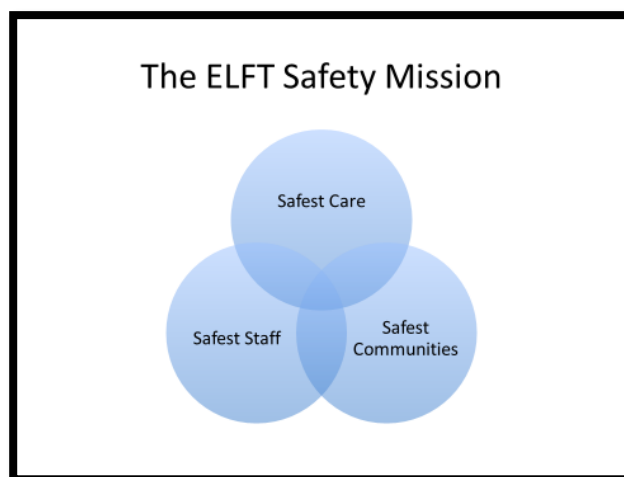 The ELFT Safety Mission
Safest Care
Safest Staff
Safest
Communities